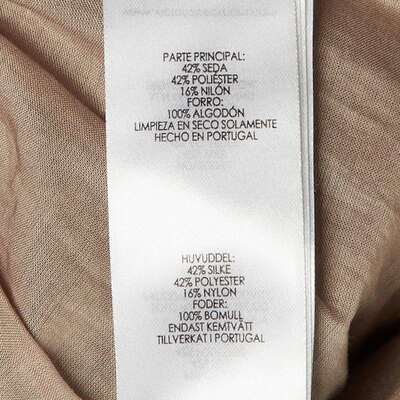 PARTE PRINCIPAL:
42% SEDA
42% POLIÉSTER
16% NILÓN
FORRO:
100% ALGODÓN
LIMPIEZA EN SECO SOLAMENTE
HECHO EN PORTUGAL
HUVUDDEL:
42% SILKE
42% POLYESTER
16% NYLON
FODER:
100% BOMULL
ENDAST KEMTVÄTT
TILLVERKAT I PORTUGAL